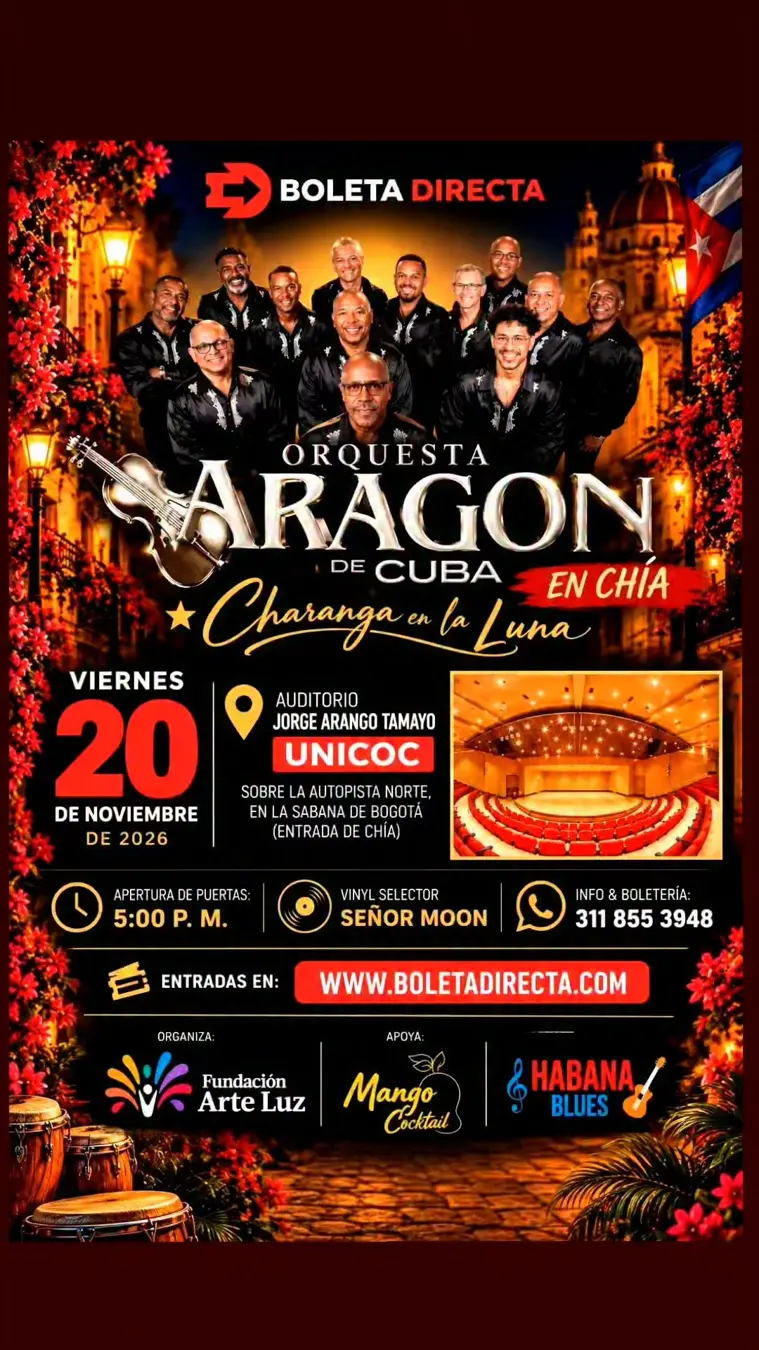 BOLETA DIRECTA
ORQUESTA
ARAGON
DE CUBA
EN CHÍA
Charanga en la Luna
VIERNES
20
DE NOVIEMBRE
DE 2026
AUDITORIO
JORGE ARANGO TAMAYO
UNICOC
SOBRE LA AUTOPISTA NORTE,
EN LA SABANA DE BOGOTÁ
(ENTRADA DE CHÍA)
APERTURA DE PUERTAS:
5:00 P. M.
VINYL SELECTOR
SEÑOR MOON
INFO & BOLETERÍA:
311 855 3948
ENTRADAS EN:
WWW.BOLETADIRECTA.COM
ORGANIZA:
Fundación
Arte Luz
APOYA:
Mango
Cocktail
HABANA
BLUES